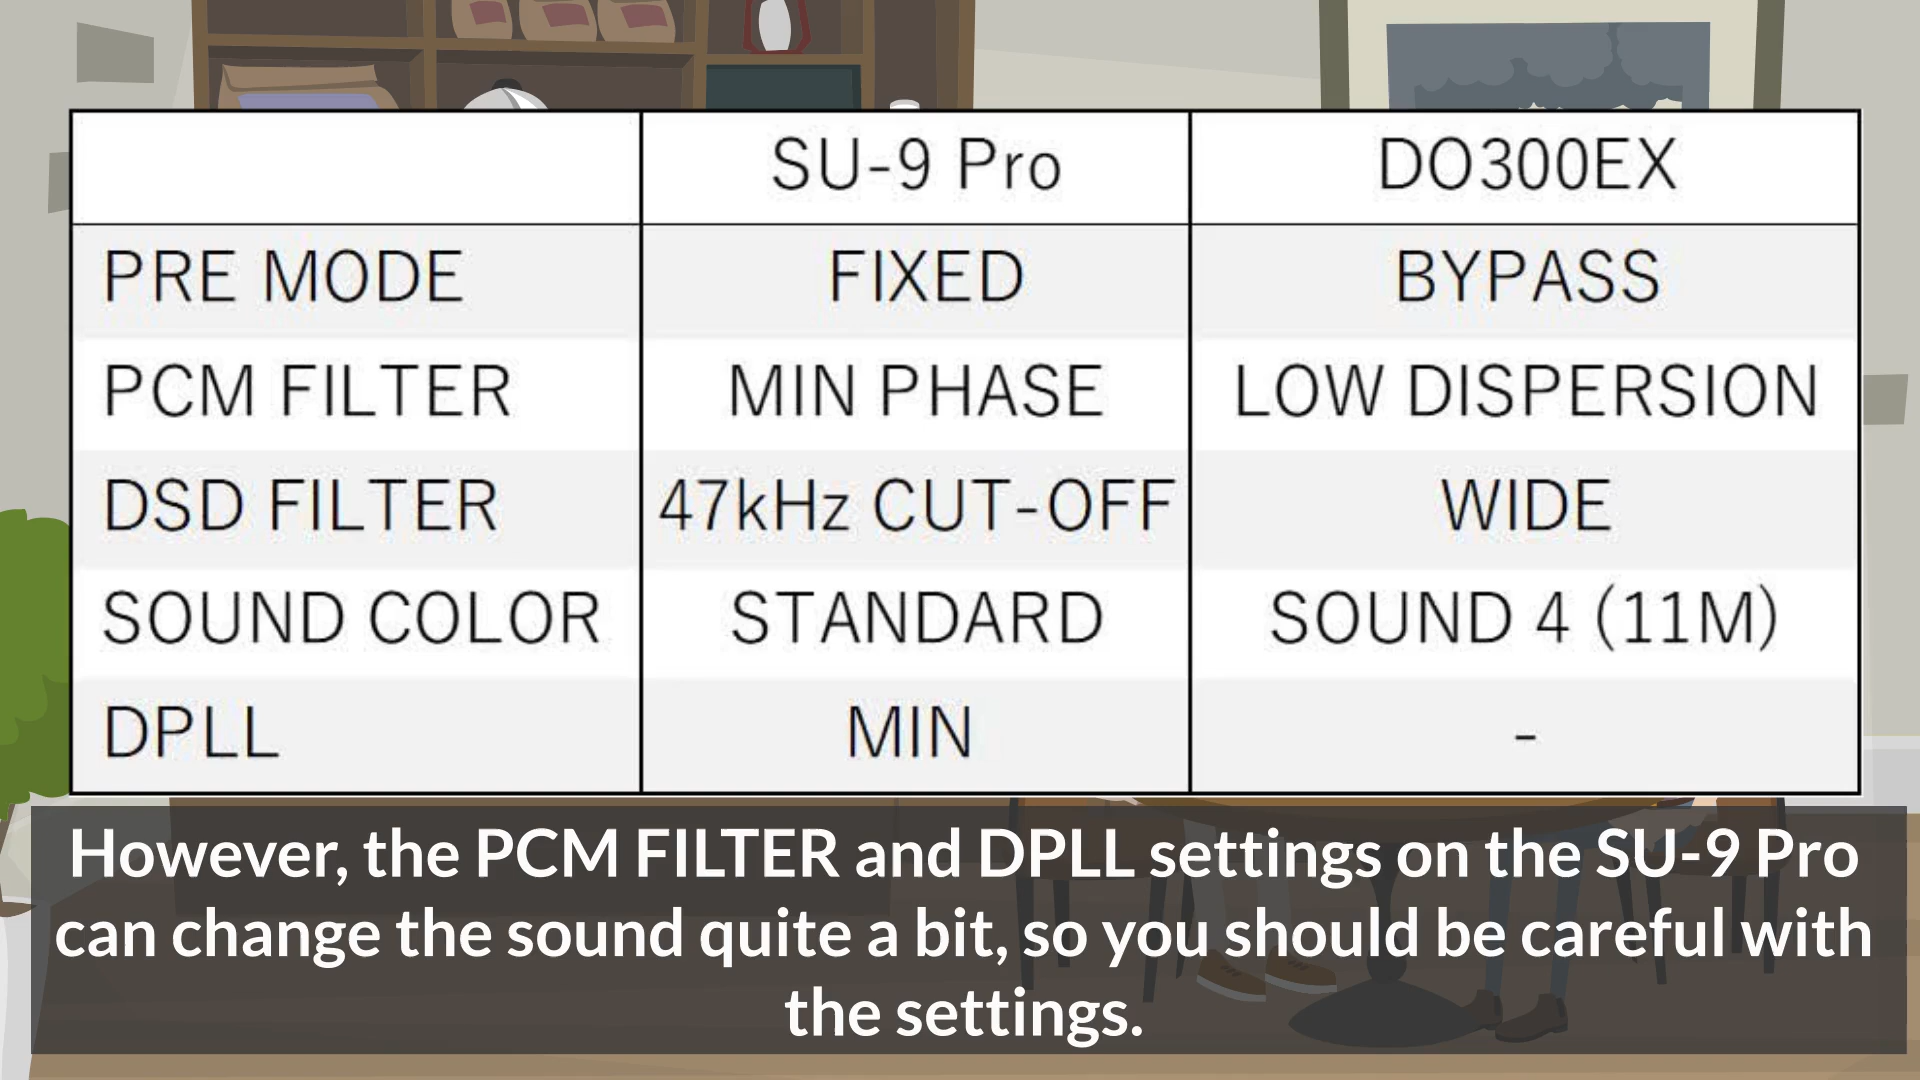 SU-9 Pro DO300EX
PRE MODE FIXED BYPASS
PCM FILTER MIN PHASE LOW DISPERSION
DSD FILTER 47kHz CUT-OFF WIDE
SOUND COLOR STANDARD SOUND 4 (11M)
DPLL MIN -
However, the PCM FILTER and DPLL settings on the SU-9 Pro
can change the sound quite a bit, so you should be careful with
the settings.